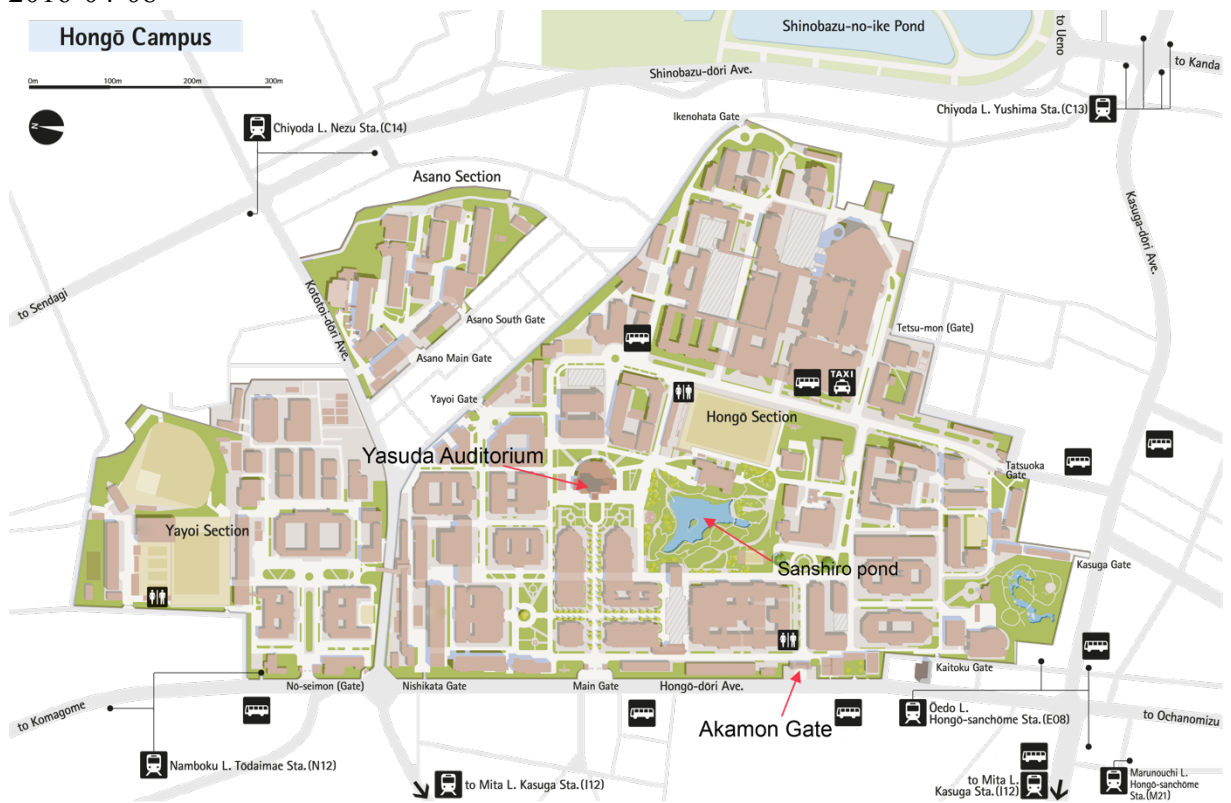 2016-04-08
Hongō Campus
0m 100m 200m 300m
N
Shinobazu-no-ike Pond
to Ueno
to Kanda
Shinobazu-dōri Ave.
Chiyoda L. Yushima Sta. (C13)
Chiyoda L. Nezu Sta. (C14)
Ikenohata Gate
Asano Section
Kasuga-dōri Ave.
to Sendagi
Kototoi-dōri Ave.
Asano South Gate
Tetsu-mon (Gate)
Asano Main Gate
TAXI
Yayoi Gate
Hongō Section
Yasuda Auditorium
Tatsuoka
Gate
Yayoi Section
Sanshiro pond
Kasuga Gate
Kaitoku Gate
Nō-seimon (Gate)
Nishikata Gate
Main Gate
Hongō-dōri Ave.
to Komagome
Ōedo L.
Hongō-sanchōme Sta. (E08)
to Ochanomizu
Akamon Gate
Namboku L. Tōdaimae Sta. (N12)
to Mita L. Kasuga Sta. (I12)
to Mita L.
Kasuga Sta. (I12)
Marunouchi L.
Hongō-sanchōme
Sta. (M21)